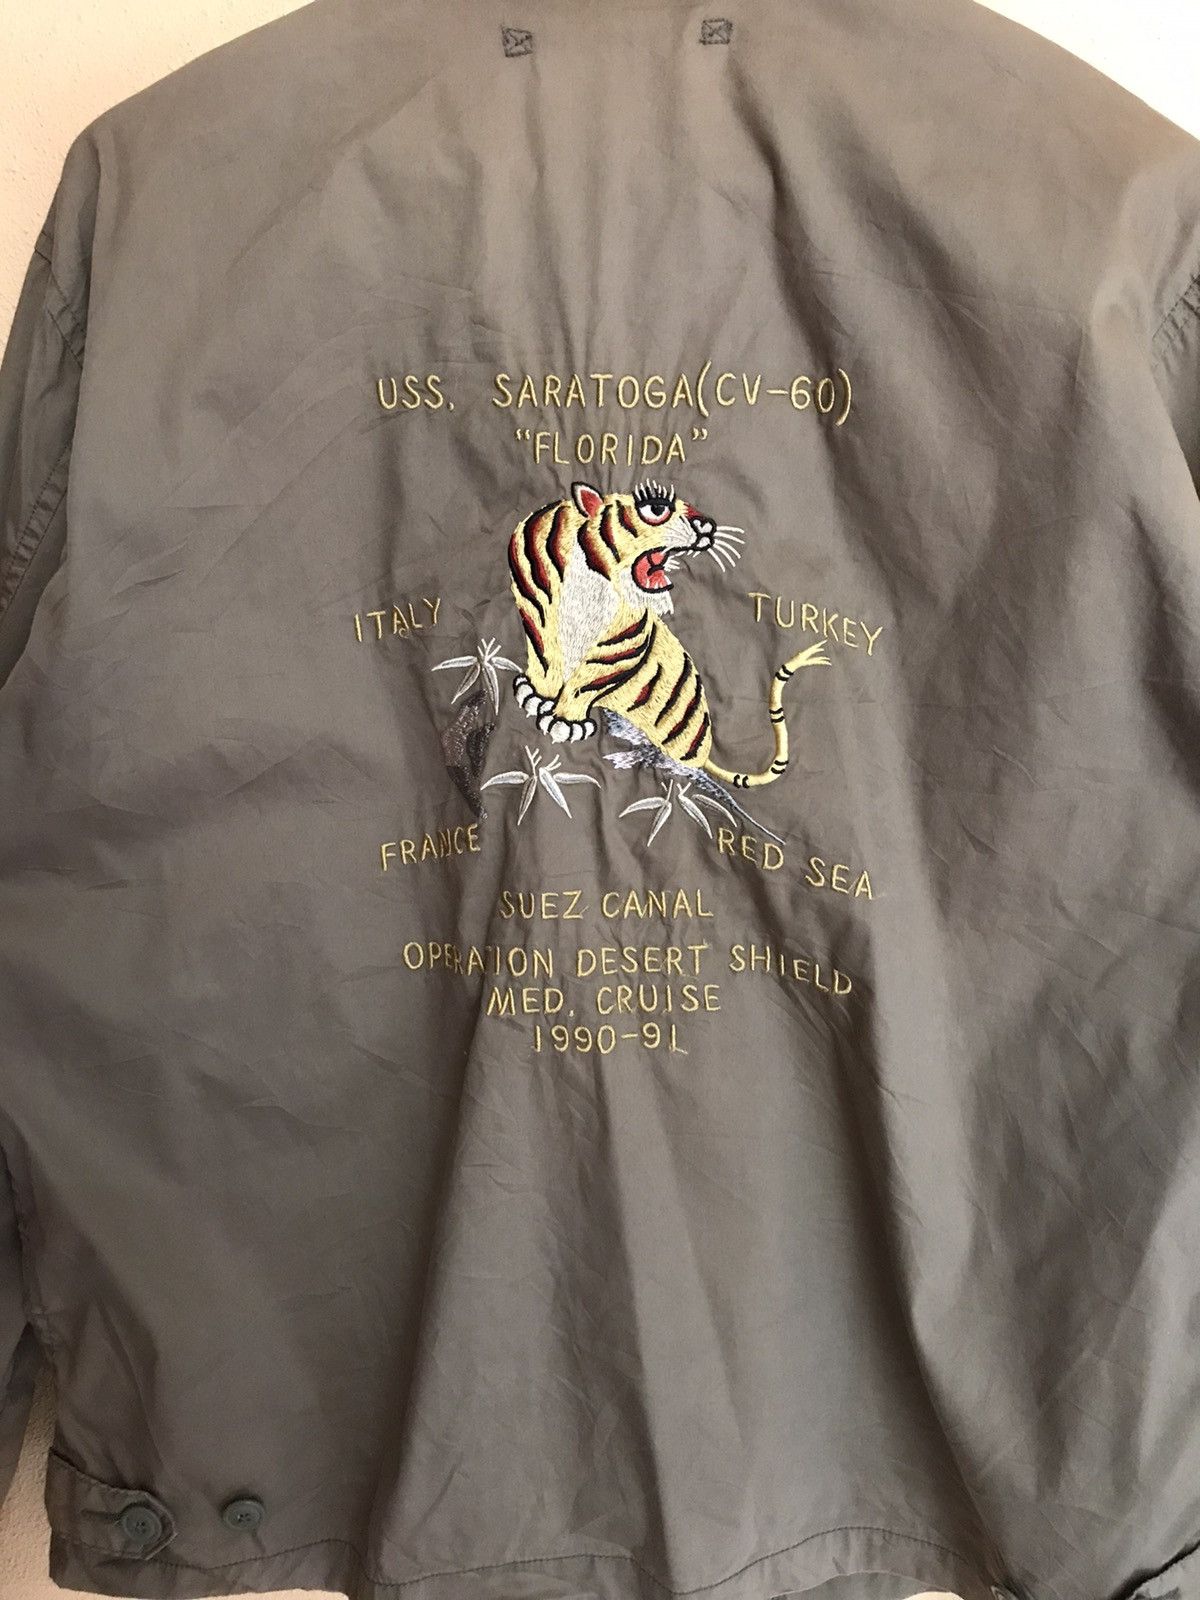 USS. SARATOGA(CV-60)
"FLORIDA"
ITALY
TURKEY
FRANCE
RED SEA
SUEZ CANAL
OPERATION DESERT SHIELD
MED. CRUISE
1990-91